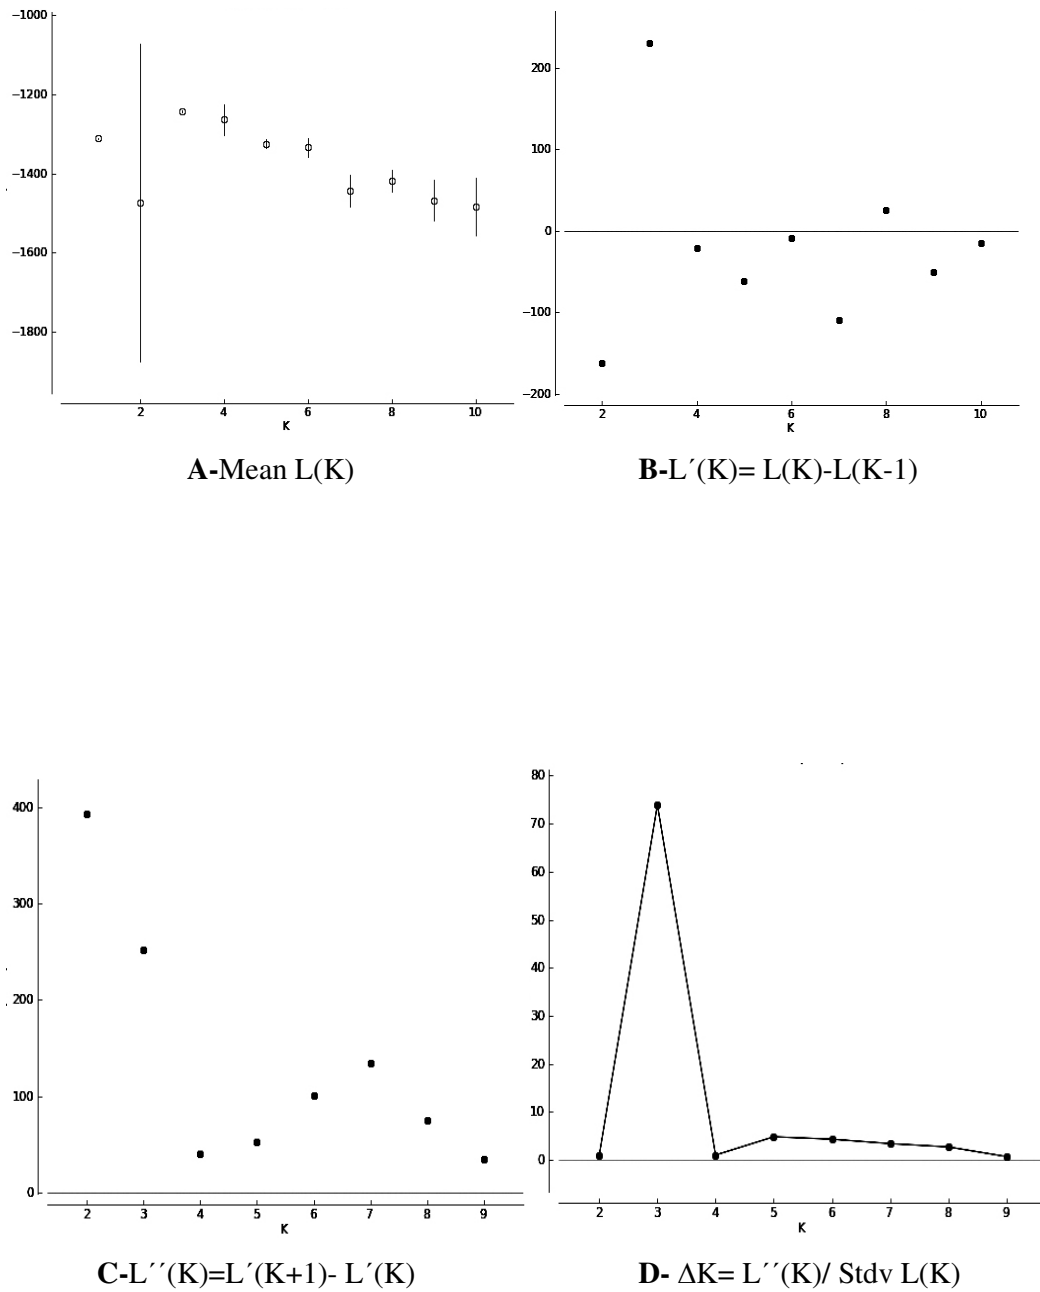 −1000
−1200
−1400
−1600
−1800
2 4 6 8 10
K
A-Mean L(K)
200
100
0
−100
−200
2 4 6 8 10
K
B-L´(K)= L(K)-L(K-1)
400
300
200
100
0
2 3 4 5 6 7 8 9
K
C-L´´(K)=L´(K+1)- L´(K)
80
70
60
50
40
30
20
10
0
2 3 4 5 6 7 8 9
K
D- ΔK= L´´(K)/ Stdv L(K)